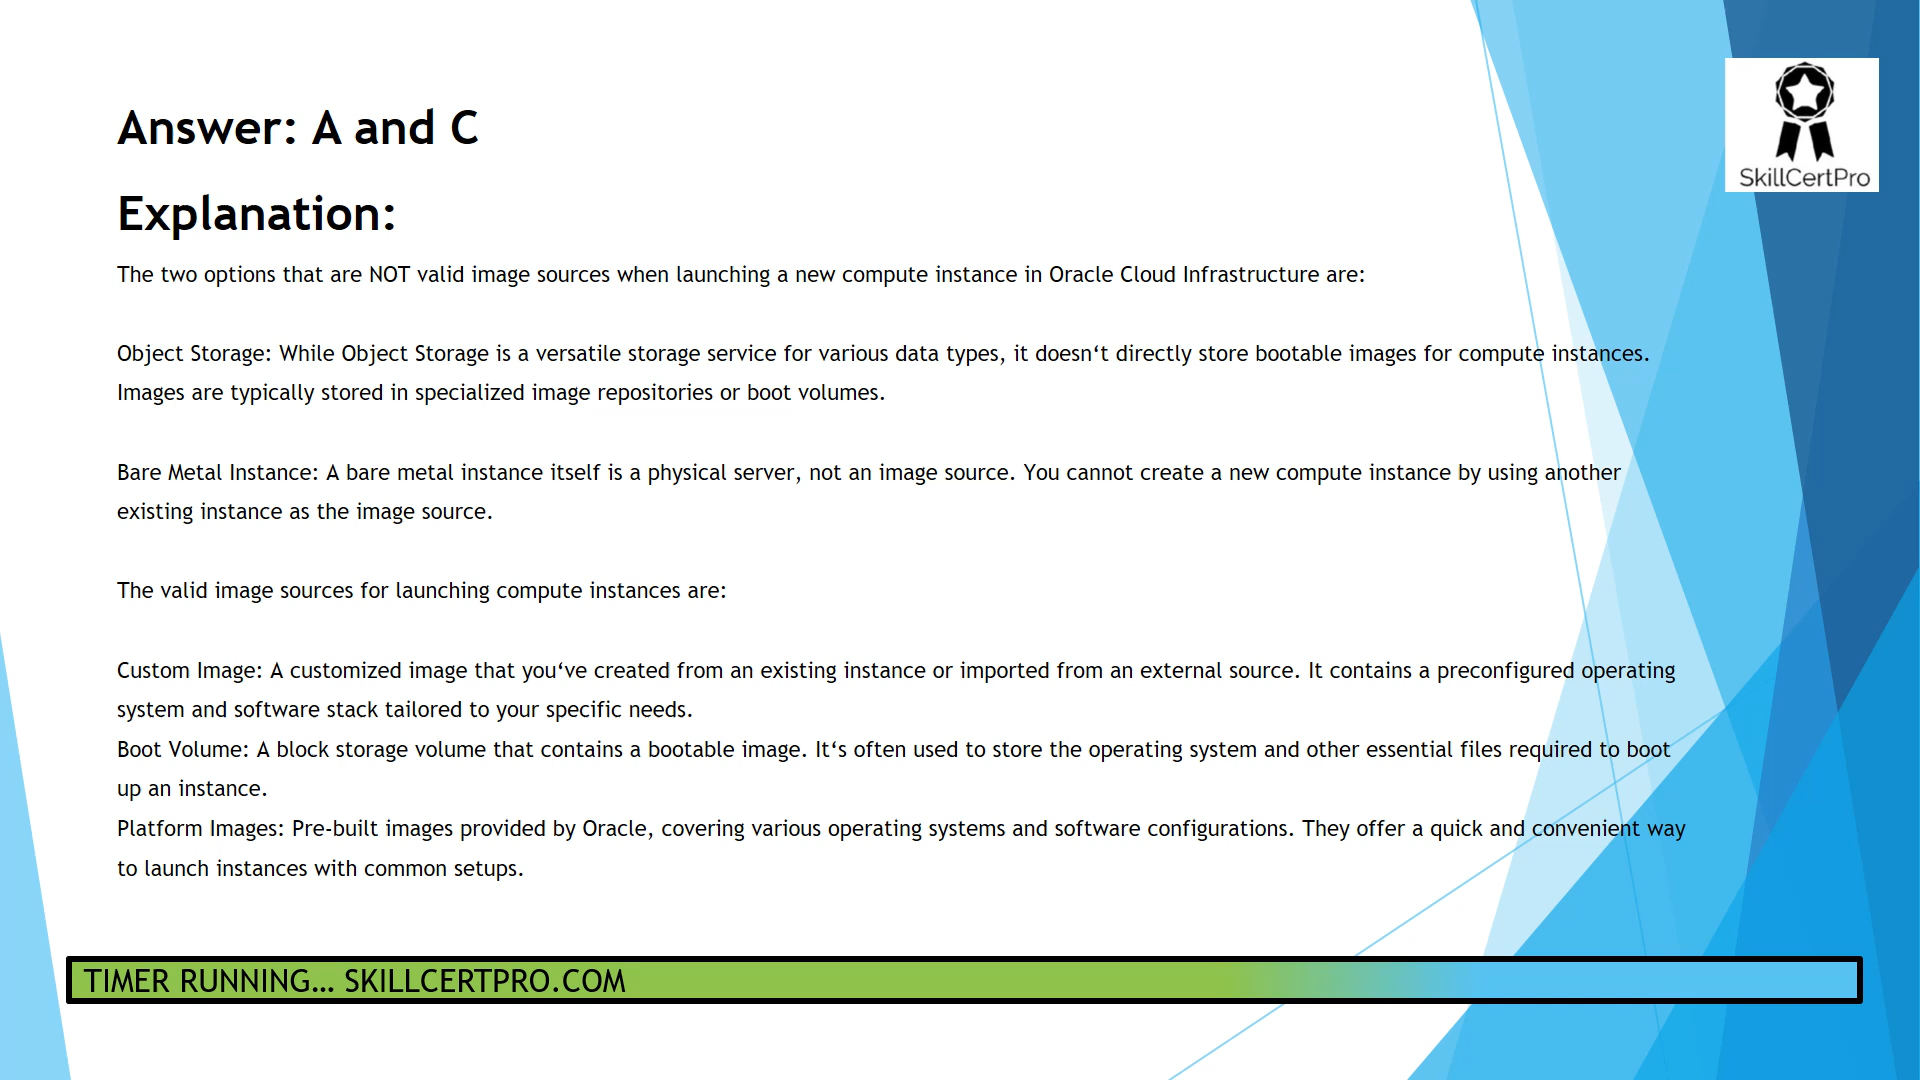 Answer: A and C
SkillCertPro
Explanation:
The two options that are NOT valid image sources when launching a new compute instance in Oracle Cloud Infrastructure are:
Object Storage: While Object Storage is a versatile storage service for various data types, it doesn‘t directly store bootable images for compute instances.
Images are typically stored in specialized image repositories or boot volumes.
Bare Metal Instance: A bare metal instance itself is a physical server, not an image source. You cannot create a new compute instance by using another
existing instance as the image source.
The valid image sources for launching compute instances are:
Custom Image: A customized image that you‘ve created from an existing instance or imported from an external source. It contains a preconfigured operating
system and software stack tailored to your specific needs.
Boot Volume: A block storage volume that contains a bootable image. It‘s often used to store the operating system and other essential files required to boot
up an instance.
Platform Images: Pre-built images provided by Oracle, covering various operating systems and software configurations. They offer a quick and convenient way
to launch instances with common setups.
TIMER RUNNING… SKILLCERTPRO.COM